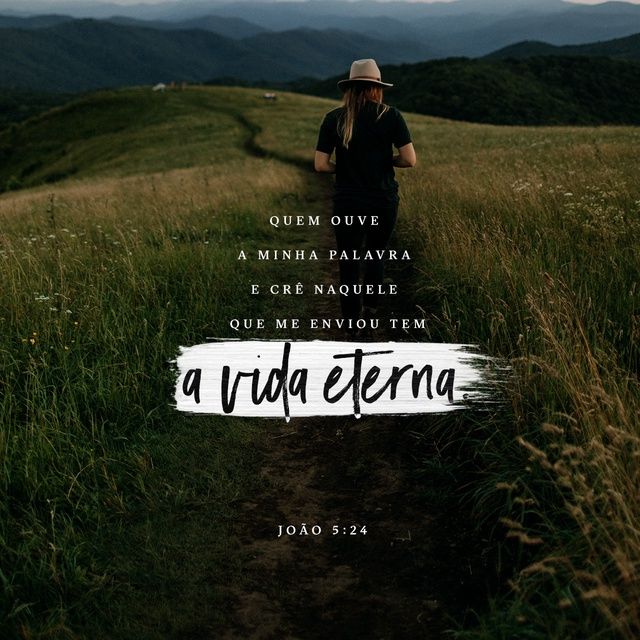 QUEM OUVE
A MINHA PALAVRA
E CRÊ NAQUELE
QUE ME ENVIOU TEM
a vida eterna.
JOÃO 5:24